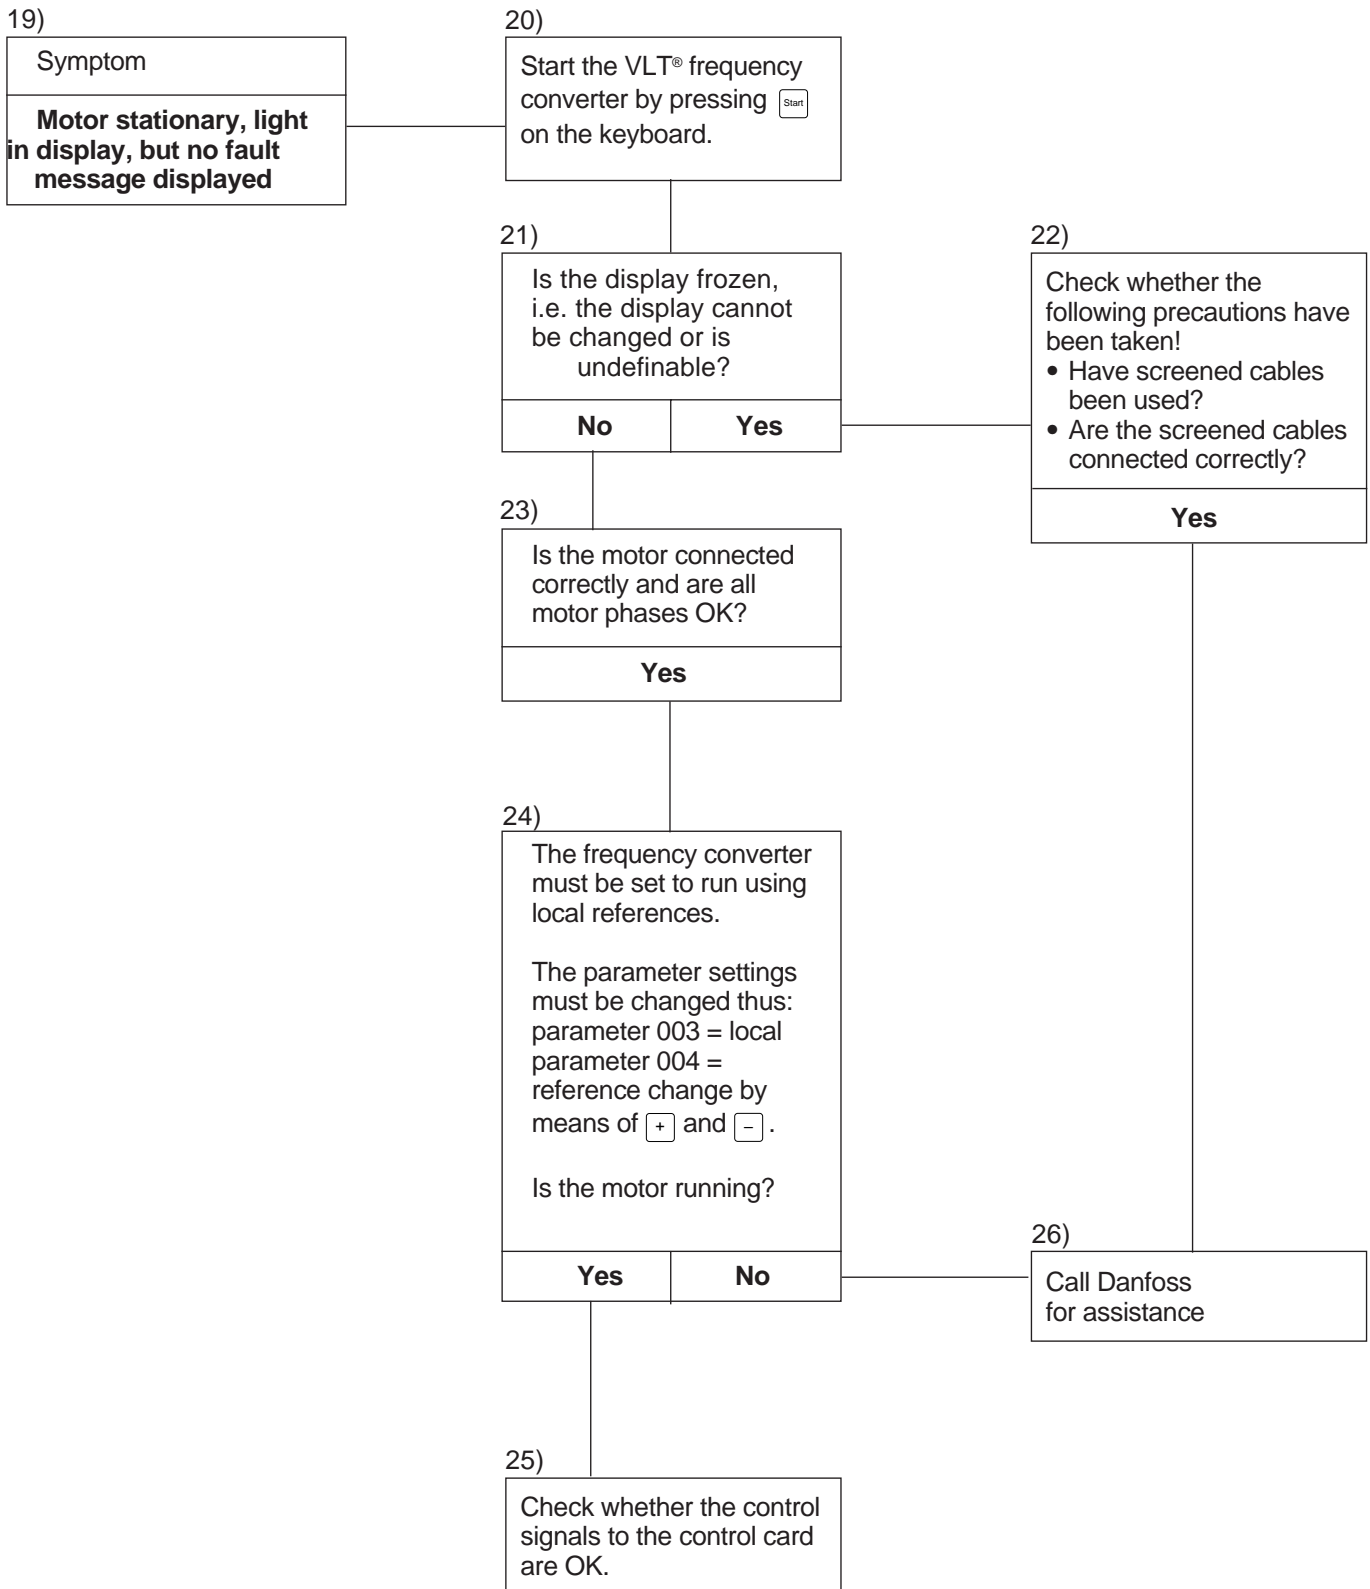 19)
Symptom
Motor stationary, light
in display, but no fault
message displayed
20)
Start the VLT® frequency
converter by pressing Start
on the keyboard.
21)
Is the display frozen,
i.e. the display cannot
be changed or is
undefinable?
No Yes
22)
Check whether the
following precautions have
been taken!
• Have screened cables
been used?
• Are the screened cables
connected correctly?
Yes
23)
Is the motor connected
correctly and are all
motor phases OK?
Yes
24)
The frequency converter
must be set to run using
local references.
The parameter settings
must be changed thus:
parameter 003 = local
parameter 004 =
reference change by
means of + and – .
Is the motor running?
Yes No
26)
Call Danfoss
for assistance
25)
Check whether the control
signals to the control card
are OK.